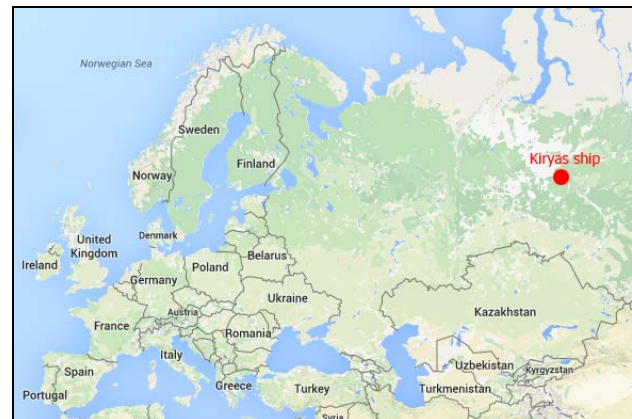 Norwegian Sea
Kiryas ship
Sweden
Finland
Norway
Denmark
United
Kingdom
Ireland
Poland
Belarus
Germany
Ukraine
Kazakhstan
Austria
France
Romania
Italy
Uzbekistan
Kyrgyzstan
Spain
Portugal
Greece
Turkey
Turkmenistan
Syria